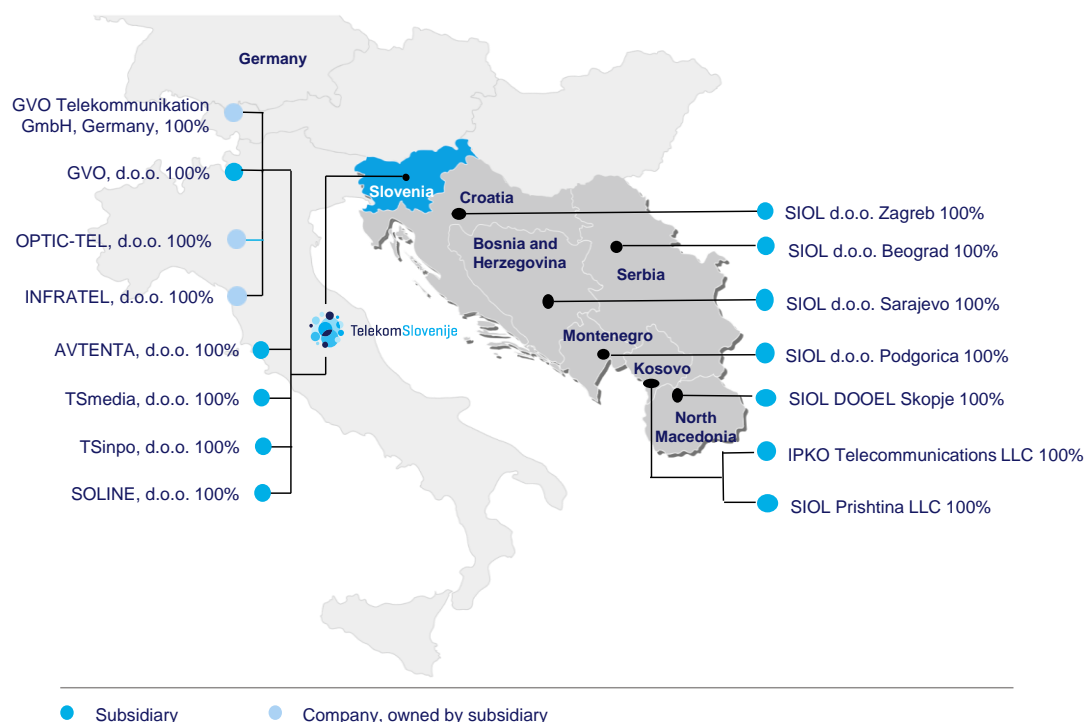 Germany
GVO Telekommunikation
GmbH, Germany, 100%
GVO, d.o.o. 100%
OPTIC-TEL, d.o.o. 100%
INFRATEL, d.o.o. 100%
AVTENTA, d.o.o. 100%
TSmedia, d.o.o. 100%
TSinpo, d.o.o. 100%
SOLINE, d.o.o. 100%
TelekomSlovenije
Slovenia
Croatia
Bosnia and
Herzegovina
Serbia
Montenegro
Kosovo
North
Macedonia
SIOL d.o.o. Zagreb 100%
SIOL d.o.o. Beograd 100%
SIOL d.o.o. Sarajevo 100%
SIOL d.o.o. Podgorica 100%
SIOL DOOEL Skopje 100%
IPKO Telecommunications LLC 100%
SIOL Prishtina LLC 100%
Subsidiary
Company, owned by subsidiary